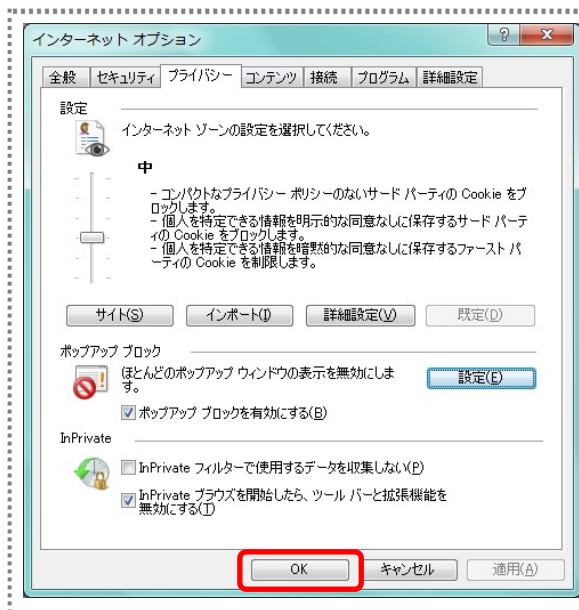 インターネット オプション
全般 セキュリティ プライバシー コンテンツ 接続 プログラム 詳細設定
設定
インターネット ゾーンの設定を選択してください。
中
- コンパクトなプライバシー ポリシーのないサード パーティの Cookie をブ
ロックします。
- 個人を特定できる情報を明示的な同意なしに保存するサード パーテ
ィの Cookie をブロックします。
- 個人を特定できる情報を暗黙的な同意なしに保存するファースト パ
ーティの Cookie を制限します。
サイト(S) インポート(I) 詳細設定(V) 既定(D)
ポップアップ ブロック
ほとんどのポップアップ ウィンドウの表示を無効にしま
す。
設定(E)
ポップアップ ブロックを有効にする(B)
InPrivate
InPrivate フィルターで使用するデータを収集しない(P)
InPrivate ブラウズを開始したら、ツール バーと拡張機能を
無効にする(T)
OK キャンセル 適用(A)